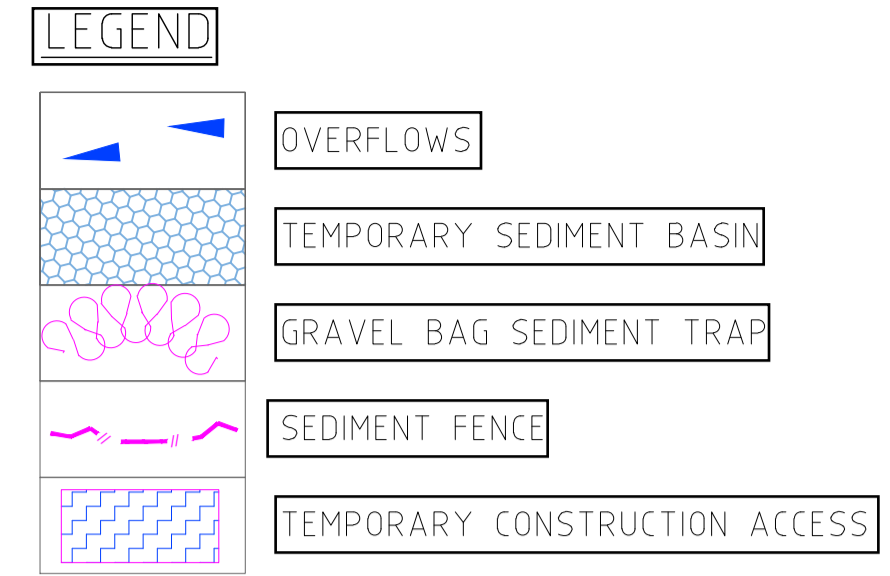 LEGEND
OVERFLOWS
TEMPORARY SEDIMENT BASIN
GRAVEL BAG SEDIMENT TRAP
SEDIMENT FENCE
TEMPORARY CONSTRUCTION ACCESS